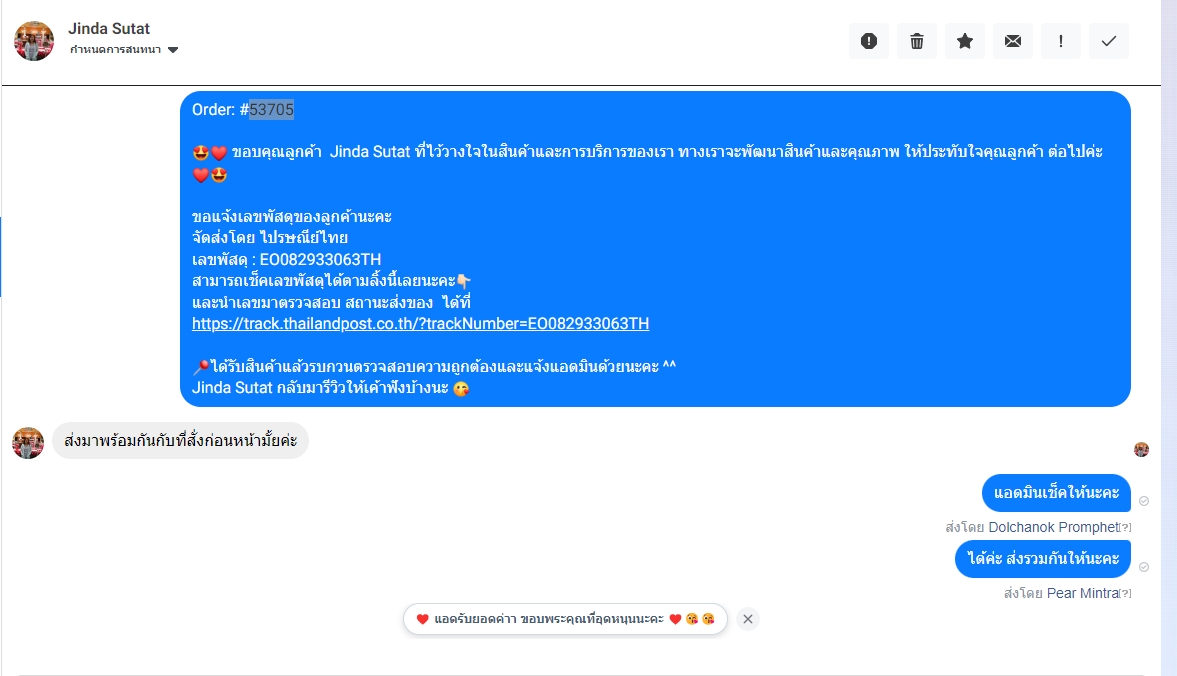 Jinda Sutat
กำหนดการสนทนา
Order: #53705
🤩❤️ ขอบคุณลูกค้า Jinda Sutat ที่ไว้วางใจในสินค้าและการบริการของเรา ทางเราจะพัฒนาสินค้าและคุณภาพ ให้ประทับใจคุณลูกค้า ต่อไปค่ะ
❤️🤩
ขอแจ้งเลขพัสดุของลูกค้านะคะ
จัดส่งโดย ไปรษณีย์ไทย
เลขพัสดุ : EO082933063TH
สามารถเช็คเลขพัสดุได้ตามลิ้งนี้เลยนะคะ👇🏻
และนำเลขมาตรวจสอบ สถานะส่งของ ได้ที่
https://track.thailandpost.co.th/?trackNumber=EO082933063TH
📍ได้รับสินค้าแล้วรบกวนตรวจสอบความถูกต้องและแจ้งแอดมินด้วยนะคะ ^^
Jinda Sutat กลับมารีวิวให้เค้าฟังบ้างนะ 😘
ส่งมาพร้อมกันกับที่สั่งก่อนหน้ามั้ยค่ะ
แอดมินเช็คให้นะคะ
ส่งโดย Dolchanok Promphet[?]
ได้ค่ะ ส่งรวมกันให้นะคะ
ส่งโดย Pear Mintra[?]
❤️ แอดรับยอดค่าา ขอบพระคุณที่อุดหนุนนะคะ ❤️😘😘